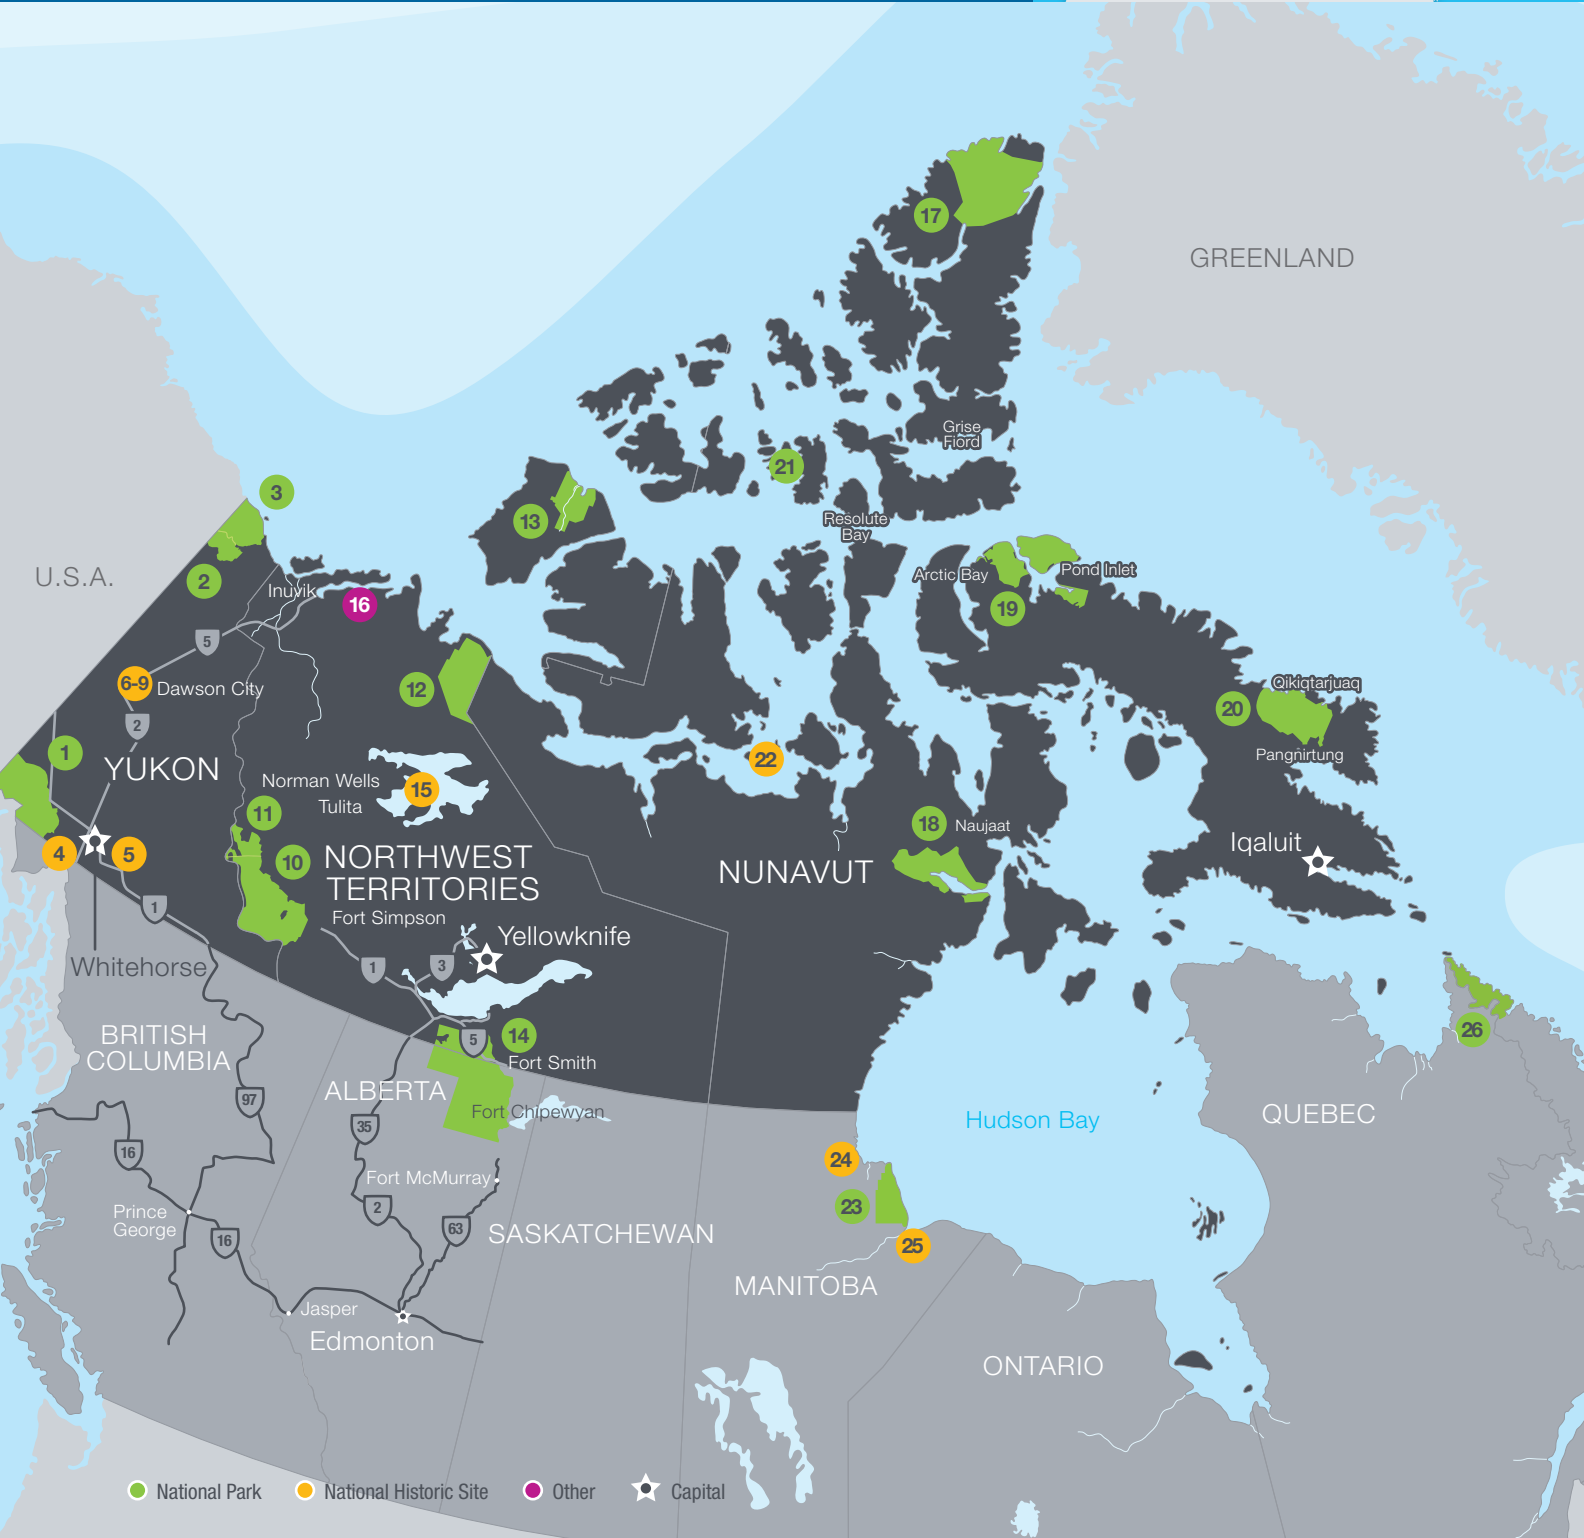 17
GREENLAND
Grise
Fiord
21
3
13
Resolute
Bay
U.S.A.
2
Inuvik
16
Arctic Bay
Pond Inlet
19
5
6-9
Dawson City
12
Qikiqtarjuaq
20
2
1
YUKON
22
Pangnirtung
Norman Wells
Tulita
15
11
18
Naujaat
4
5
10
NORTHWEST
TERRITORIES
NUNAVUT
Iqaluit
1
Fort Simpson
Yellowknife
Whitehorse
1
3
BRITISH
COLUMBIA
5
14
Fort Smith
26
ALBERTA
97
Fort Chipewyan
Hudson Bay
QUEBEC
35
16
24
Fort McMurray
Prince
George
2
23
16
63
SASKATCHEWAN
25
MANITOBA
Jasper
Edmonton
ONTARIO
National Park
National Historic Site
Other
Capital